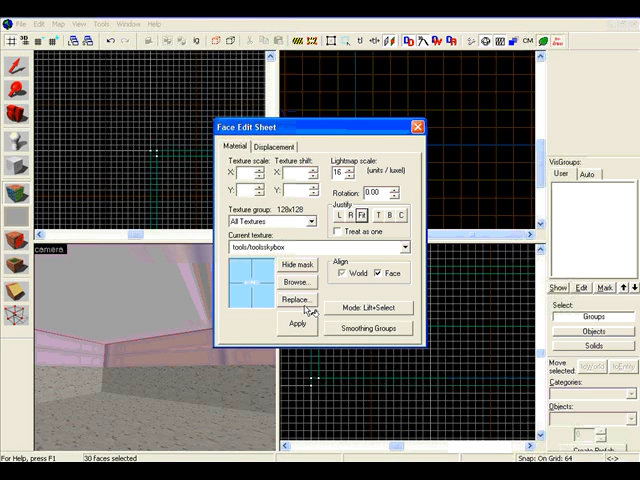 File Edit Map View Tools Window Help
Face Edit Sheet
Material Displacement
Texture scale: Texture shift: Lightmap scale:
X: X: 16 (units / luxel)
Y: Y: Rotation: 0.00
Texture group: 128x128 Justify
All Textures L R Fit T B C
Treat as one
Current texture:
tools/toolsskybox
Hide mask Align
World Face
Browse...
Replace...
Mode: Lift+Select
Apply
Smoothing Groups
camera
VisGroups:
User Auto
Show Edit Mark
Select:
Groups
Objects
Solids
Move
selected: toWorld toEntity
Categories:
Objects:
0
Create Prefab
For Help, press F1 30 faces selected Snap: On Grid: 64 <->